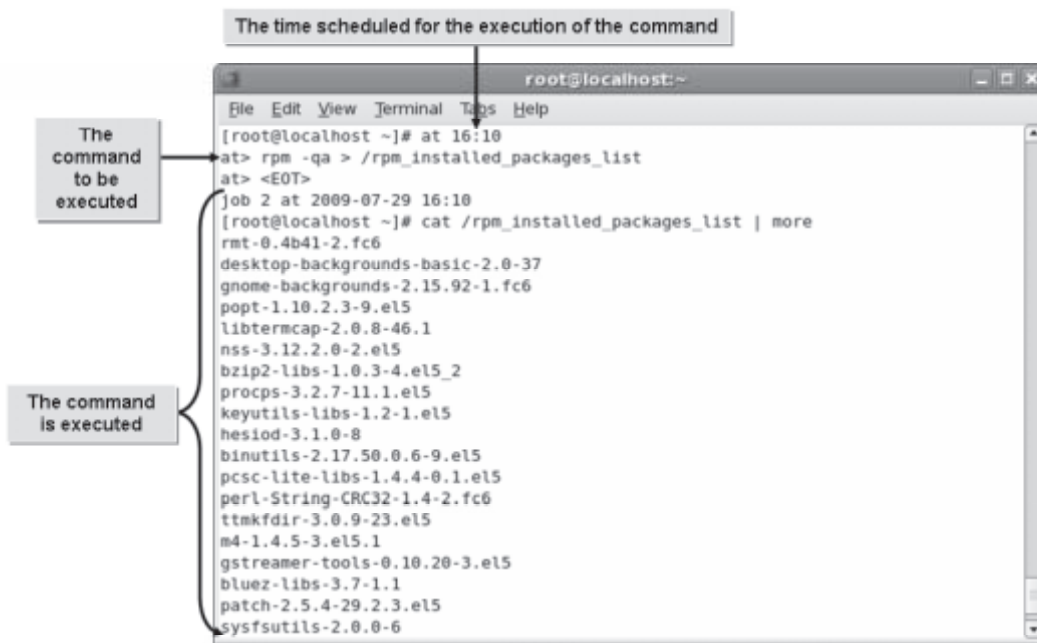 The time scheduled for the execution of the command
root@localhost:~
File Edit View Terminal Tabs Help
The
command
to be
executed
[root@localhost ~]# at 16:10
at> rpm -qa > /rpm_installed_packages_list
at> <EOT>
job 2 at 2009-07-29 16:10
[root@localhost ~]# cat /rpm_installed_packages_list | more
rmt-0.4b41-2.fc6
desktop-backgrounds-basic-2.0-37
gnome-backgrounds-2.15.92-1.fc6
popt-1.10.2.3-9.el5
libtermcap-2.0.8-46.1
nss-3.12.2.0-2.el5
bzip2-libs-1.0.3-4.el5_2
procps-3.2.7-11.1.el5
keyutils-libs-1.2-1.el5
hesiod-3.1.0-8
binutils-2.17.50.0.6-9.el5
pcsc-lite-libs-1.4.4-0.1.el5
perl-String-CRC32-1.4-2.fc6
ttmkfdir-3.0.9-23.el5
m4-1.4.5-3.el5.1
gstreamer-tools-0.10.20-3.el5
bluez-libs-3.7-1.1
patch-2.5.4-29.2.3.el5
sysfsutils-2.0.0-6
The command
is executed